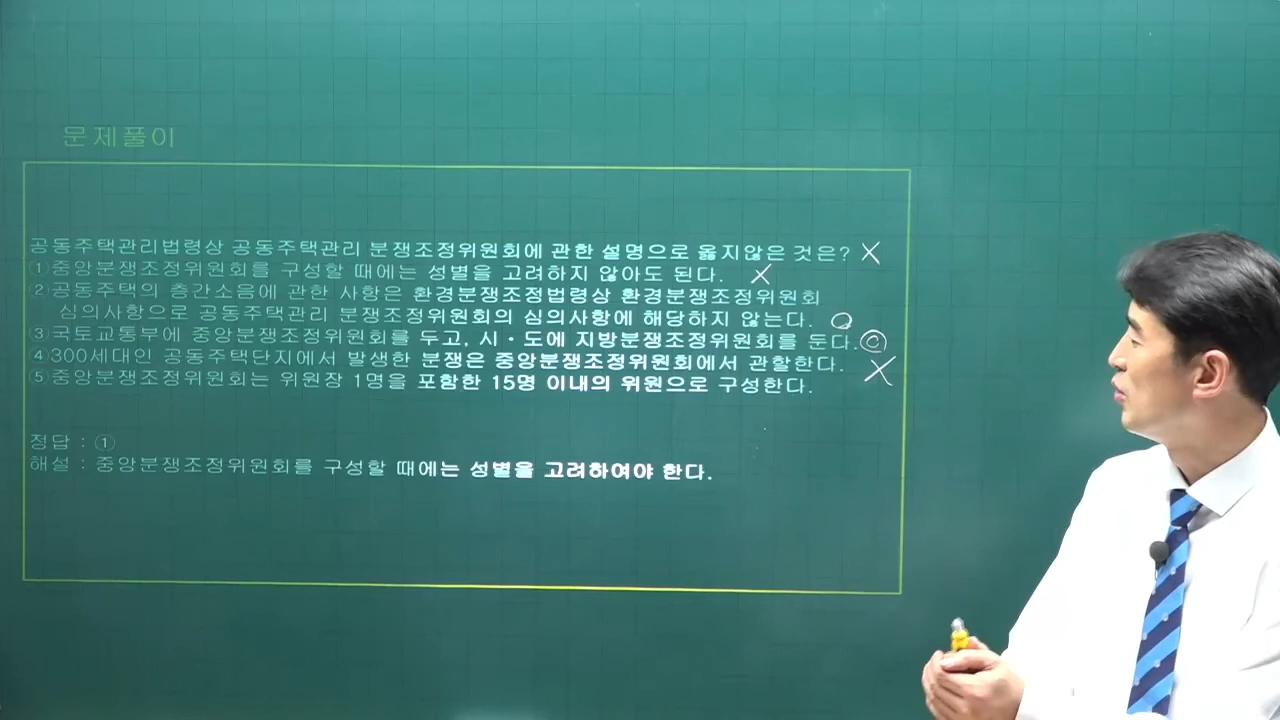 문제풀이
공동주택관리법령상 공동주택관리 분쟁조정위원회에 관한 설명으로 옳지않은 것은? X
①중앙분쟁조정위원회를 구성할 때에는 성별을 고려하지 않아도 된다. X
②공동주택의 층간소음에 관한 사항은 환경분쟁조정법령상 환경분쟁조정위원회
심의사항으로 공동주택관리 분쟁조정위원회의 심의사항에 해당하지 않는다. O
③국토교통부에 중앙분쟁조정위원회를 두고, 시・도에 지방분쟁조정위원회를 둔다. ◎
④300세대인 공동주택단지에서 발생한 분쟁은 중앙분쟁조정위원회에서 관할한다. X
⑤중앙분쟁조정위원회는 위원장 1명을 포함한 15명 이내의 위원으로 구성한다.
정답 : ①
해설 : 중앙분쟁조정위원회를 구성할 때에는 성별을 고려하여야 한다.